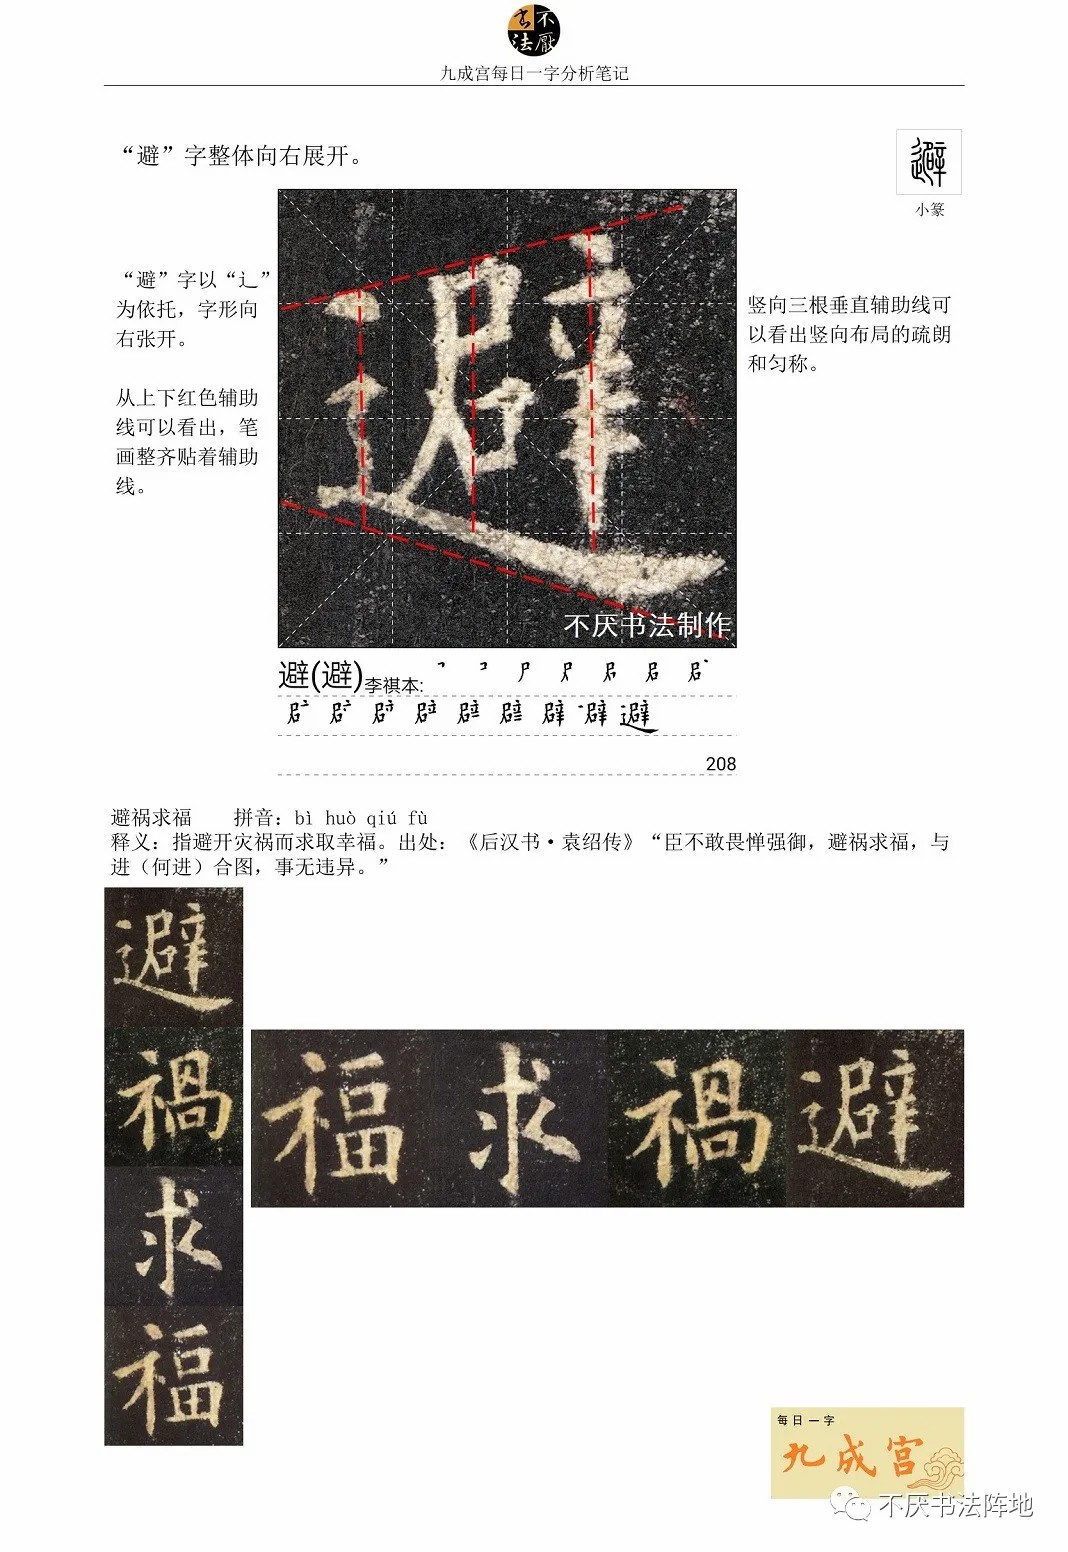 不厭书法
九成宫每日一字分析笔记
“避”字整体向右展开。
避
小篆
“避”字以“辶”
为依托，字形向
右张开。
从上下红色辅助
线可以看出，笔
画整齐贴着辅助
线。
避
竖向三根垂直辅助线可
以看出竖向布局的疏朗
和匀称。
不厌书法制作
避(避)李祺本:
208
避祸求福 拼音：bì huò qiú fù
释义：指避开灾祸而求取幸福。出处：《后汉书·袁绍传》“臣不敢畏惮强御，避祸求福，与
进（何进）合图，事无违异。”
避
禍
求
福
福求禍避
每日一字
九成宫
不厌书法阵地